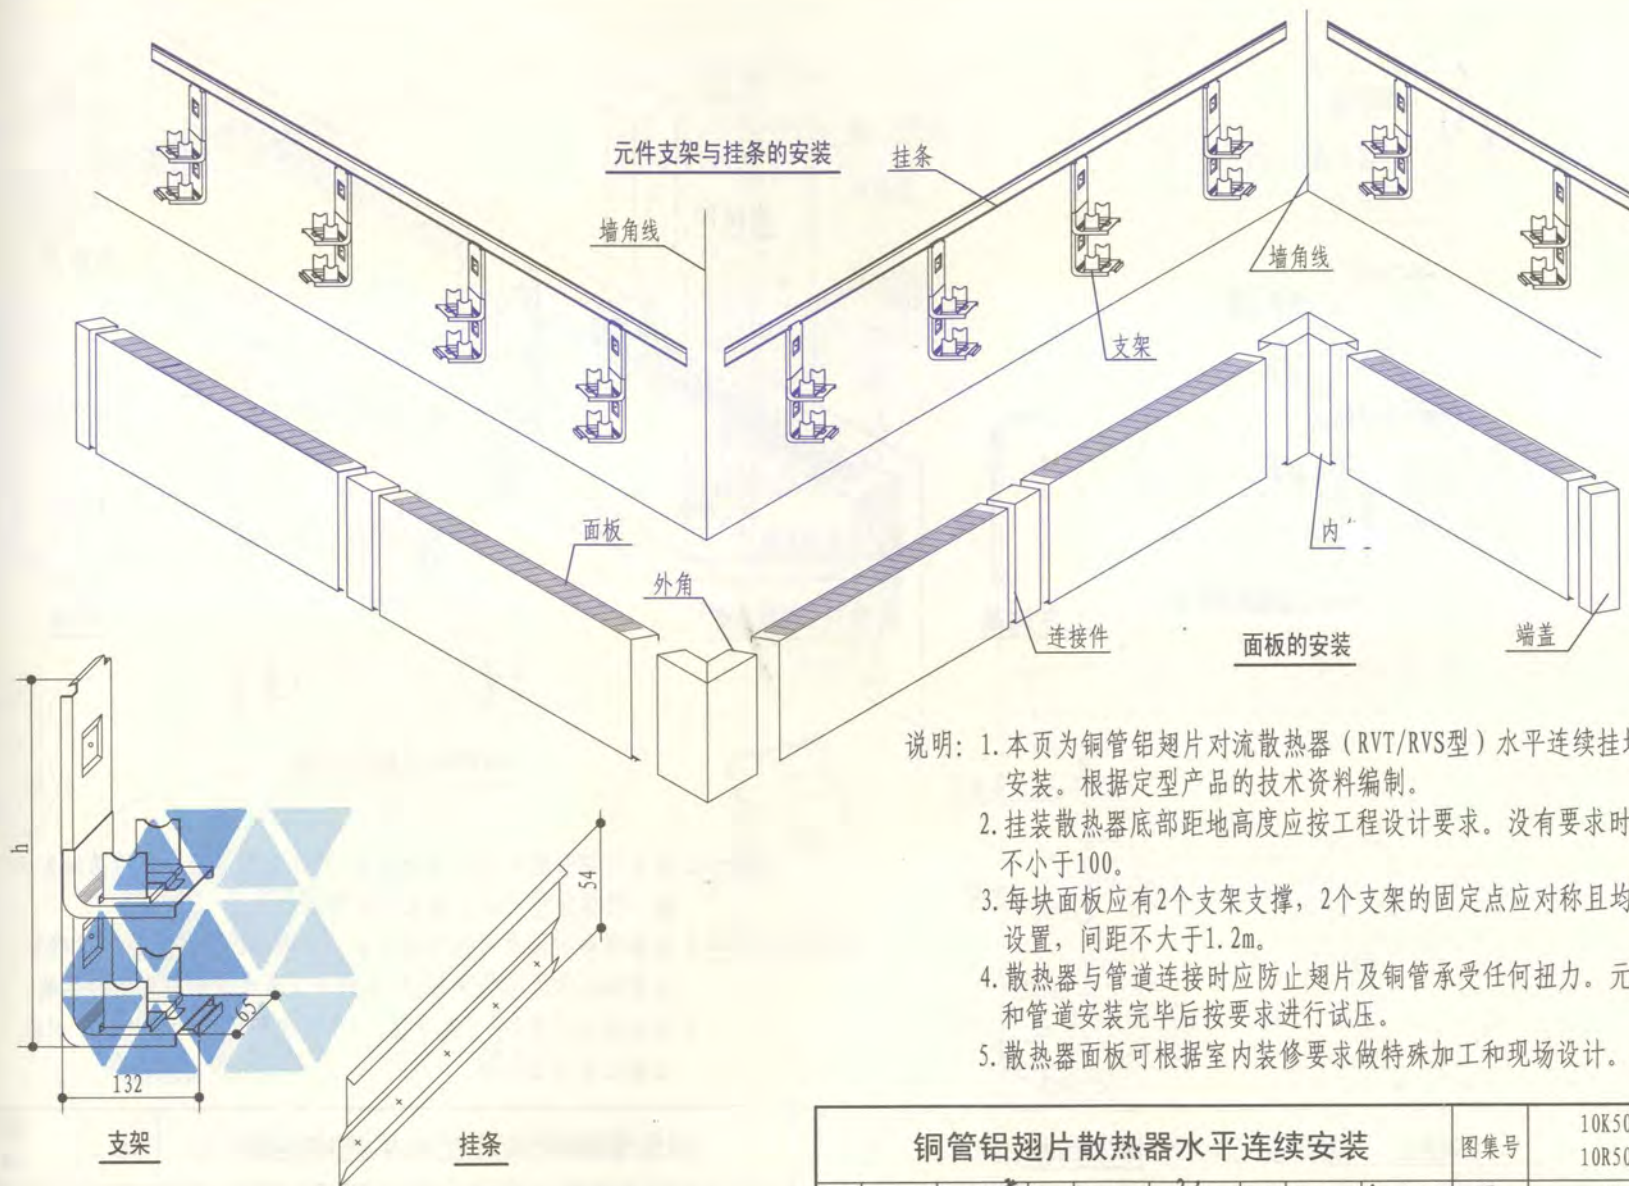 元件支架与挂条的安装
挂条
墙角线
墙角线
支架
面板
内
外角
连接件
面板的安装
端盖
h
65
132
支架
54
挂条
说明：1.本页为铜管铝翅片对流散热器（RVT/RVS型）水平连续挂
安装。根据定型产品的技术资料编制。
2.挂装散热器底部距地高度应按工程设计要求。没有要求时
不小于100。
3.每块面板应有2个支架支撑，2个支架的固定点应对称且均
设置，间距不大于1.2m。
4.散热器与管道连接时应防止翅片及铜管承受任何扭力。元
和管道安装完毕后按要求进行试压。
5.散热器面板可根据室内装修要求做特殊加工和现场设计。
铜管铝翅片散热器水平连续安装
图集号
10K50
10R50